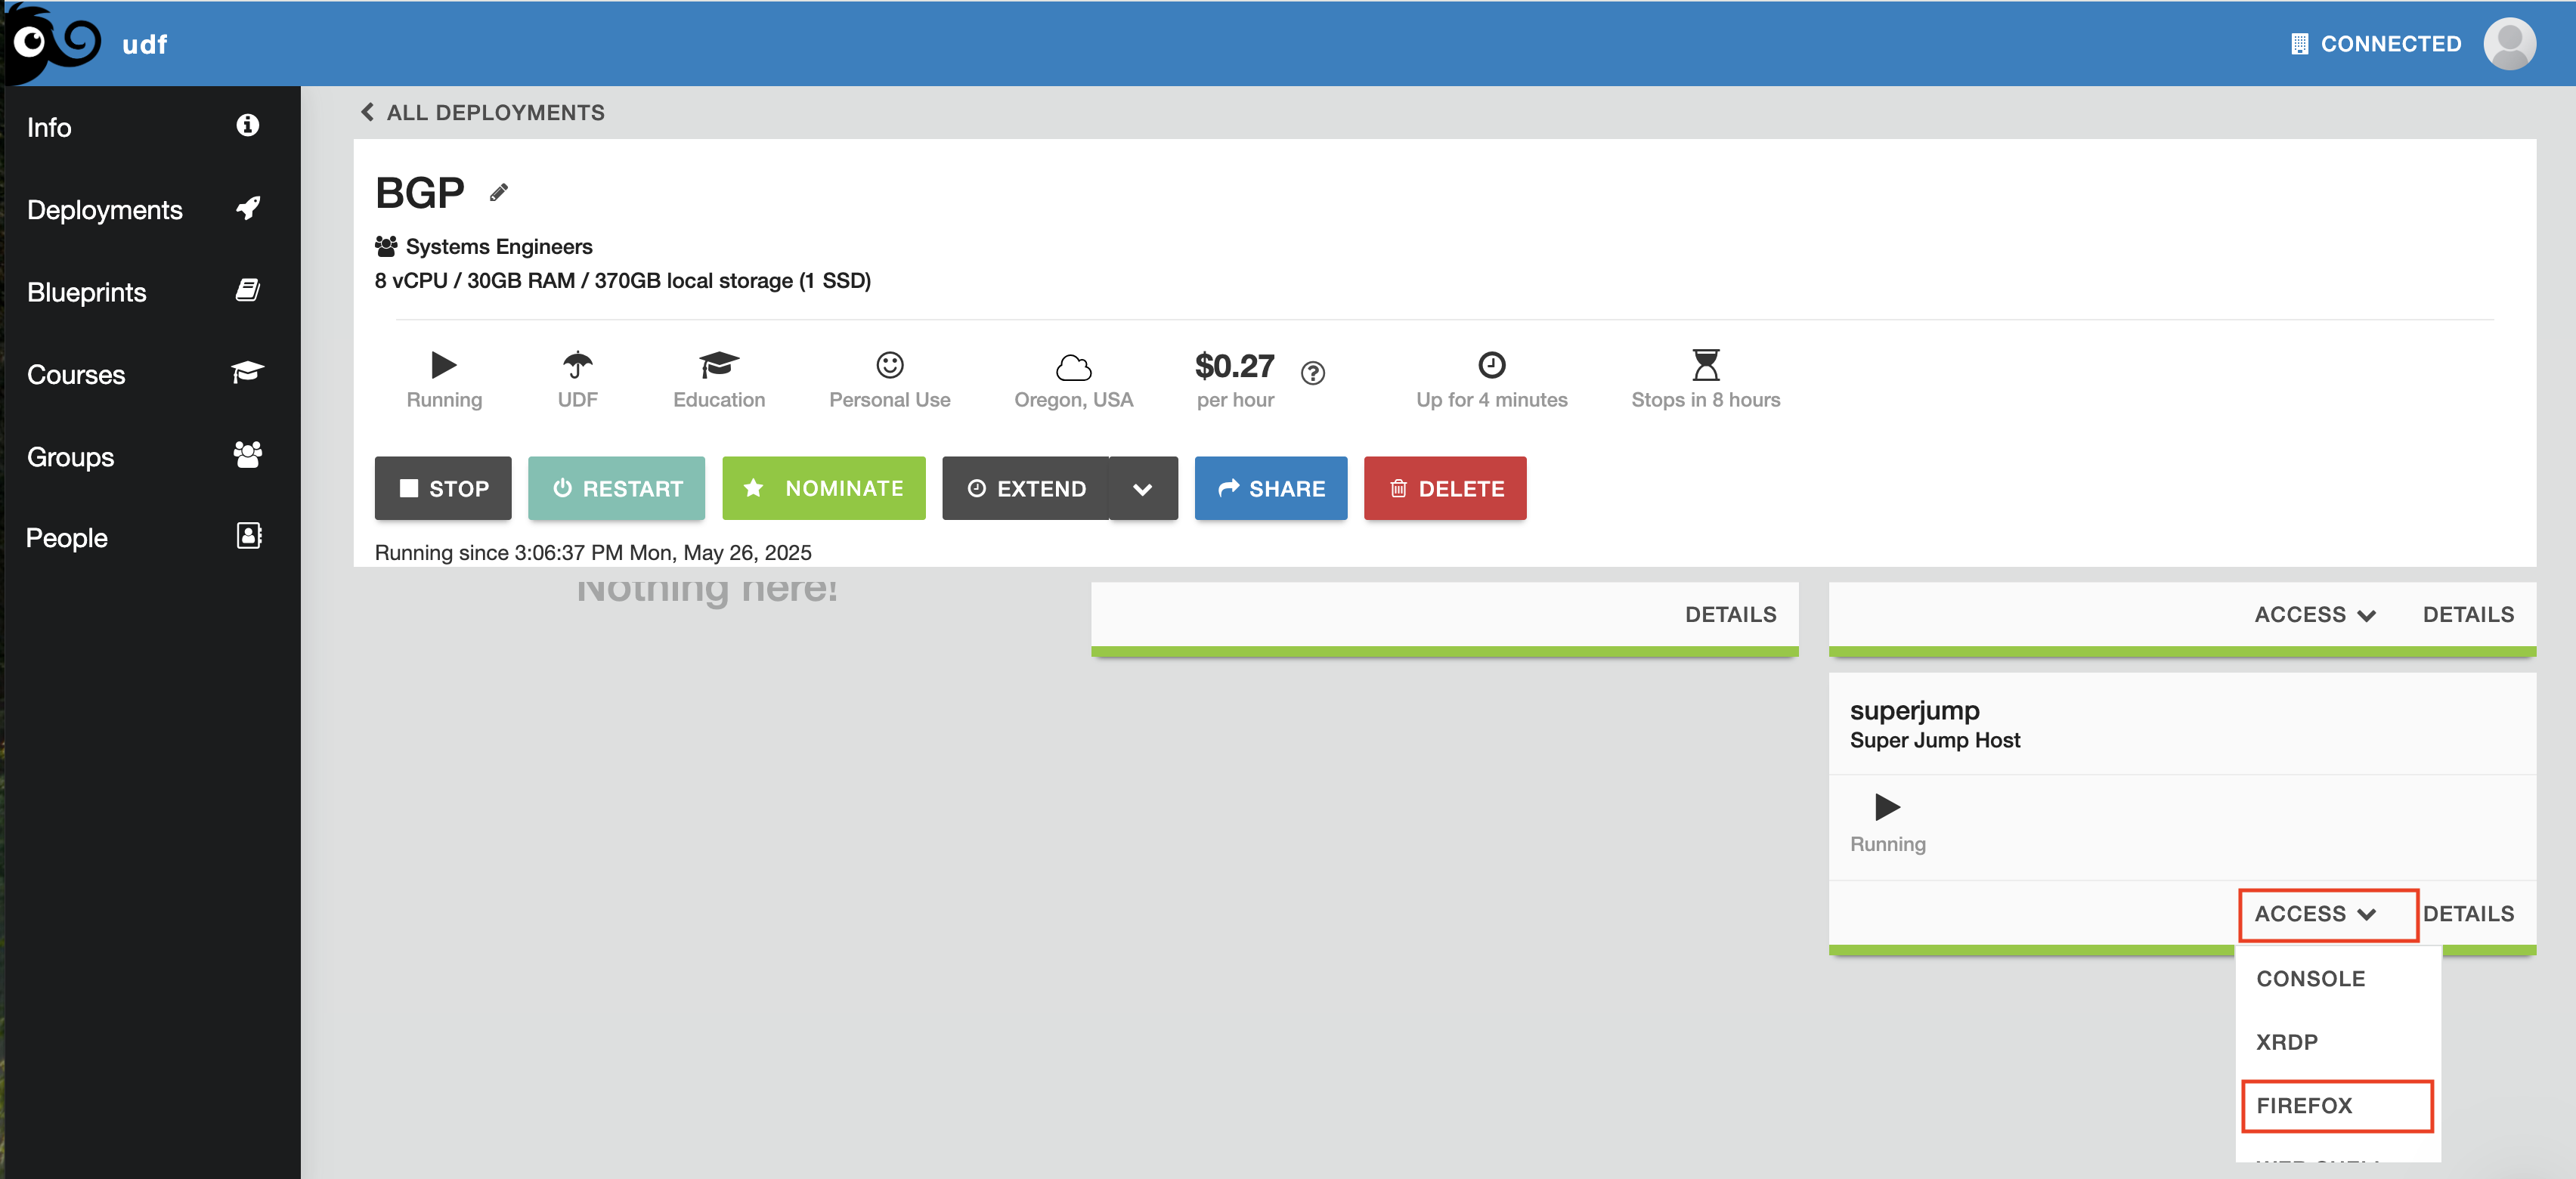 udf
CONNECTED
Info
Deployments
Blueprints
Courses
Groups
People
ALL DEPLOYMENTS
BGP
Systems Engineers
8 vCPU / 30GB RAM / 370GB local storage (1 SSD)
Running
UDF
Education
Personal Use
Oregon, USA
$0.27
per hour
Up for 4 minutes
Stops in 8 hours
STOP
RESTART
NOMINATE
EXTEND
SHARE
DELETE
Running since 3:06:37 PM Mon, May 26, 2025
Nothing here!
DETAILS
ACCESS DETAILS
superjump
Super Jump Host
Running
ACCESS DETAILS
CONSOLE
XRDP
FIREFOX